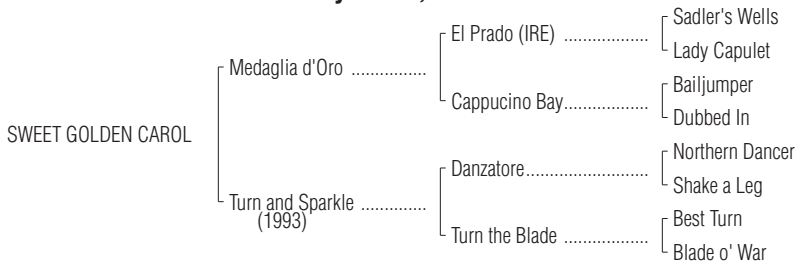 Sadler's Wells
El Prado (IRE) ..................
Lady Capulet
Medaglia d'Oro ................
Bailjumper
Cappucino Bay..................
Dubbed In
SWEET GOLDEN CAROL
Northern Dancer
Danzatore..........................
Shake a Leg
Turn and Sparkle ..............
(1993)
Best Turn
Turn the Blade ..................
Blade o' War